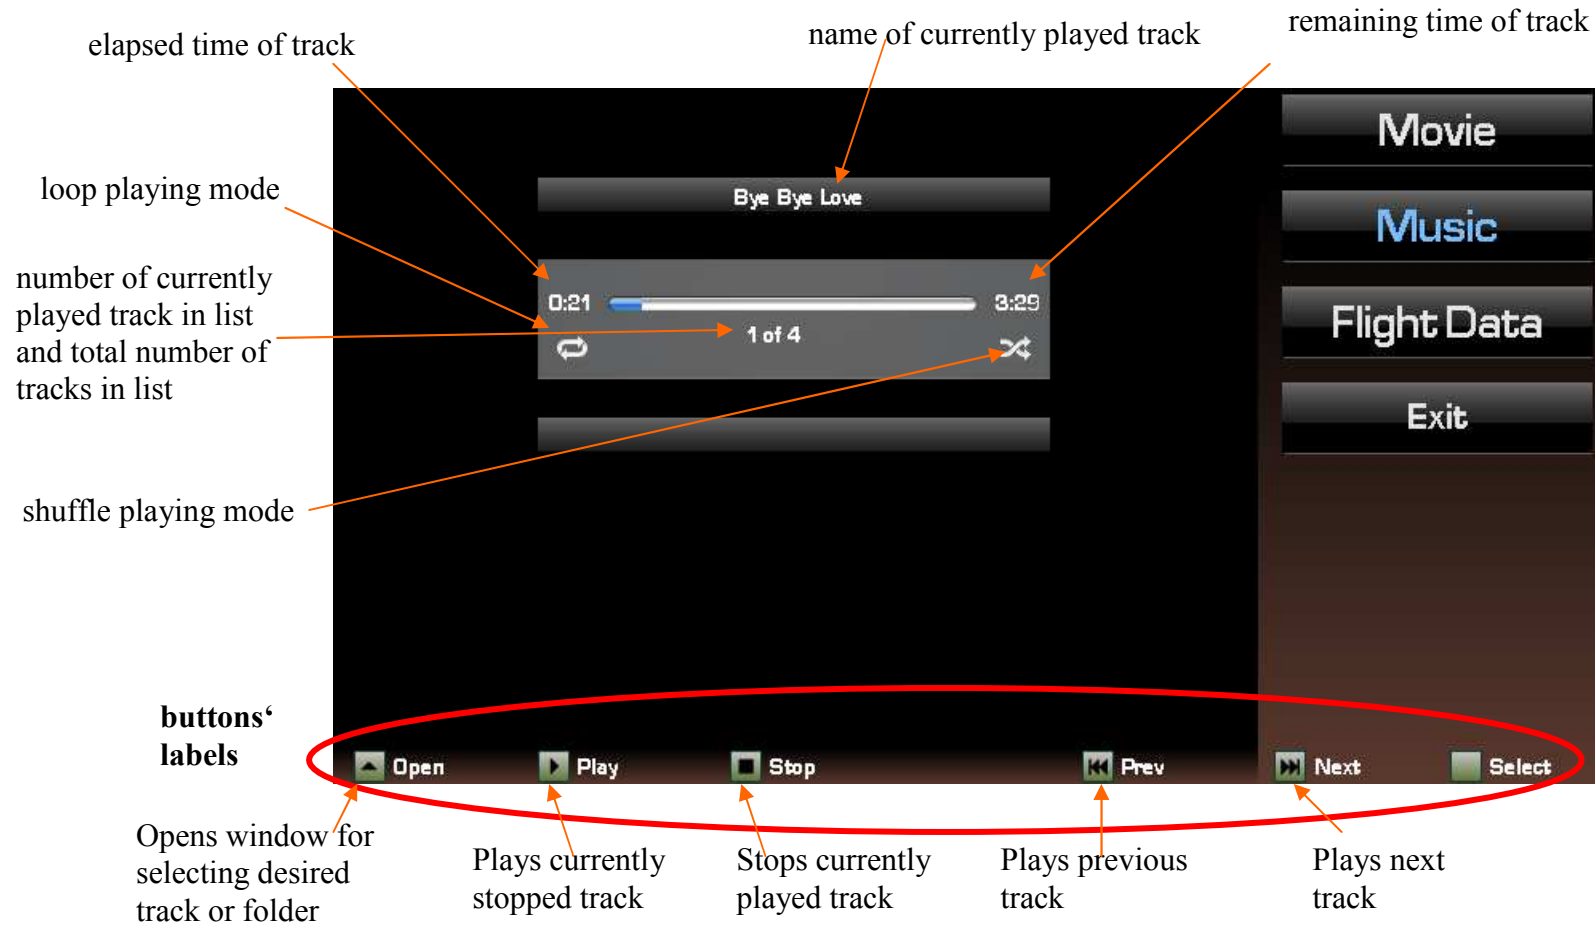 elapsed time of track
name of currently played track
remaining time of track
loop playing mode
number of currently
played track in list
and total number of
tracks in list
shuffle playing mode
Bye Bye Love
0:21
3:29
1 of 4
Movie
Music
Flight Data
Exit
buttons‘
labels
Open
Play
Stop
Prev
Next
Select
Opens window for
selecting desired
track or folder
Plays currently
stopped track
Stops currently
played track
Plays previous
track
Plays next
track